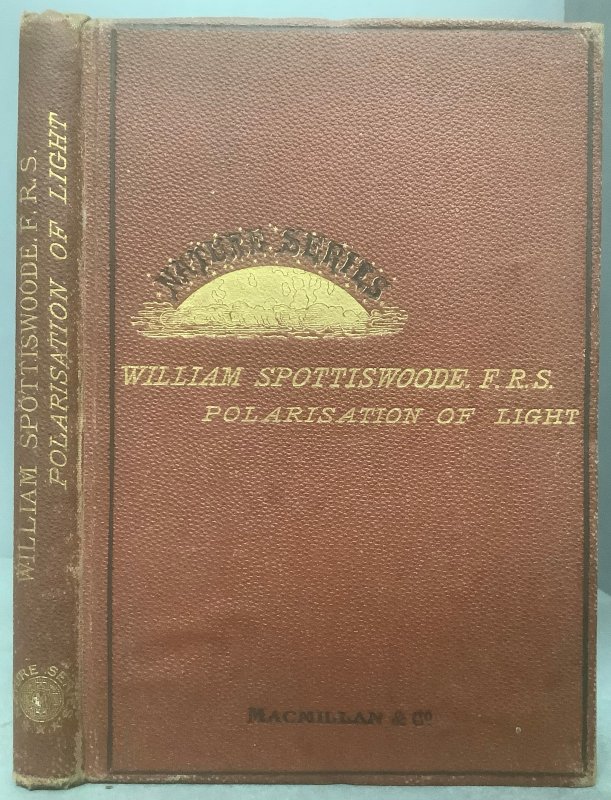 WILLIAM SPOTTISWOODE. F.R.S.
POLARISATION OF LIGHT
NATURE SERIES
WILLIAM SPOTTISWOODE. F.R.S.
POLARISATION OF LIGHT
MACMILLAN & Co